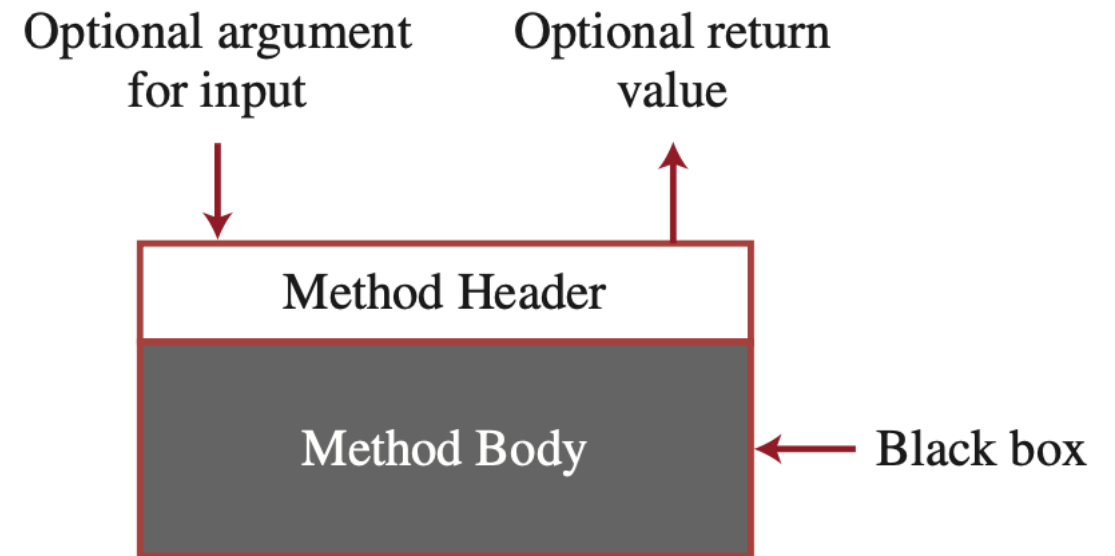 Optional argument
for input
Optional return
value
Method Header
Method Body
Black box